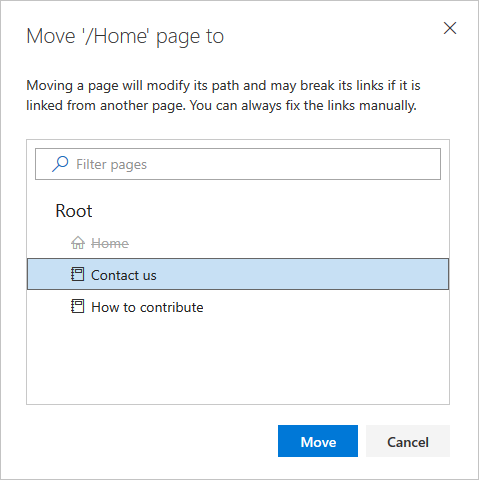 Move '/Home' page to
Moving a page will modify its path and may break its links if it is
linked from another page. You can always fix the links manually.
Filter pages
Root
Home
Contact us
How to contribute
Move
Cancel